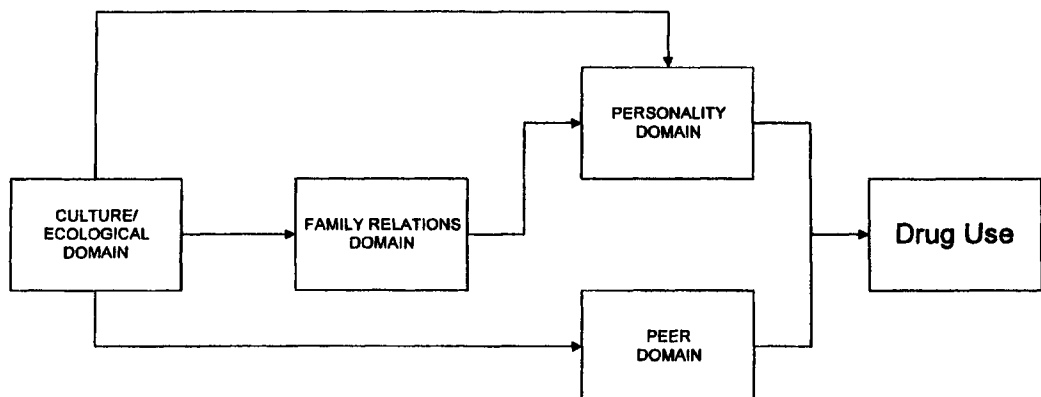 PERSONALITY
DOMAIN
CULTURE/
ECOLOGICAL
DOMAIN
FAMILY RELATIONS
DOMAIN
Drug Use
PEER
DOMAIN